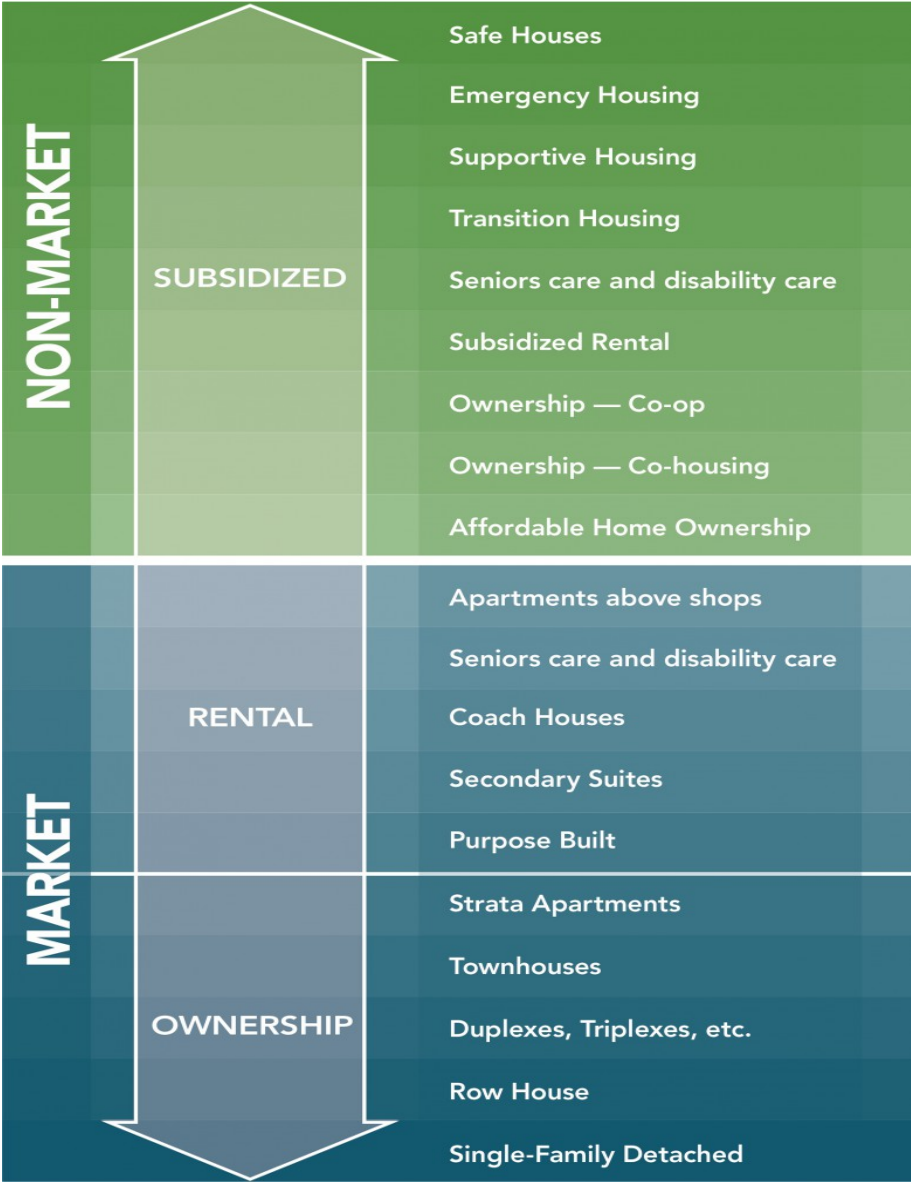 NON-MARKET
SUBSIDIZED
Safe Houses
Emergency Housing
Supportive Housing
Transition Housing
Seniors care and disability care
Subsidized Rental
Ownership — Co-op
Ownership — Co-housing
Affordable Home Ownership
MARKET
RENTAL
Apartments above shops
Seniors care and disability care
Coach Houses
Secondary Suites
Purpose Built
OWNERSHIP
Strata Apartments
Townhouses
Duplexes, Triplexes, etc.
Row House
Single-Family Detached